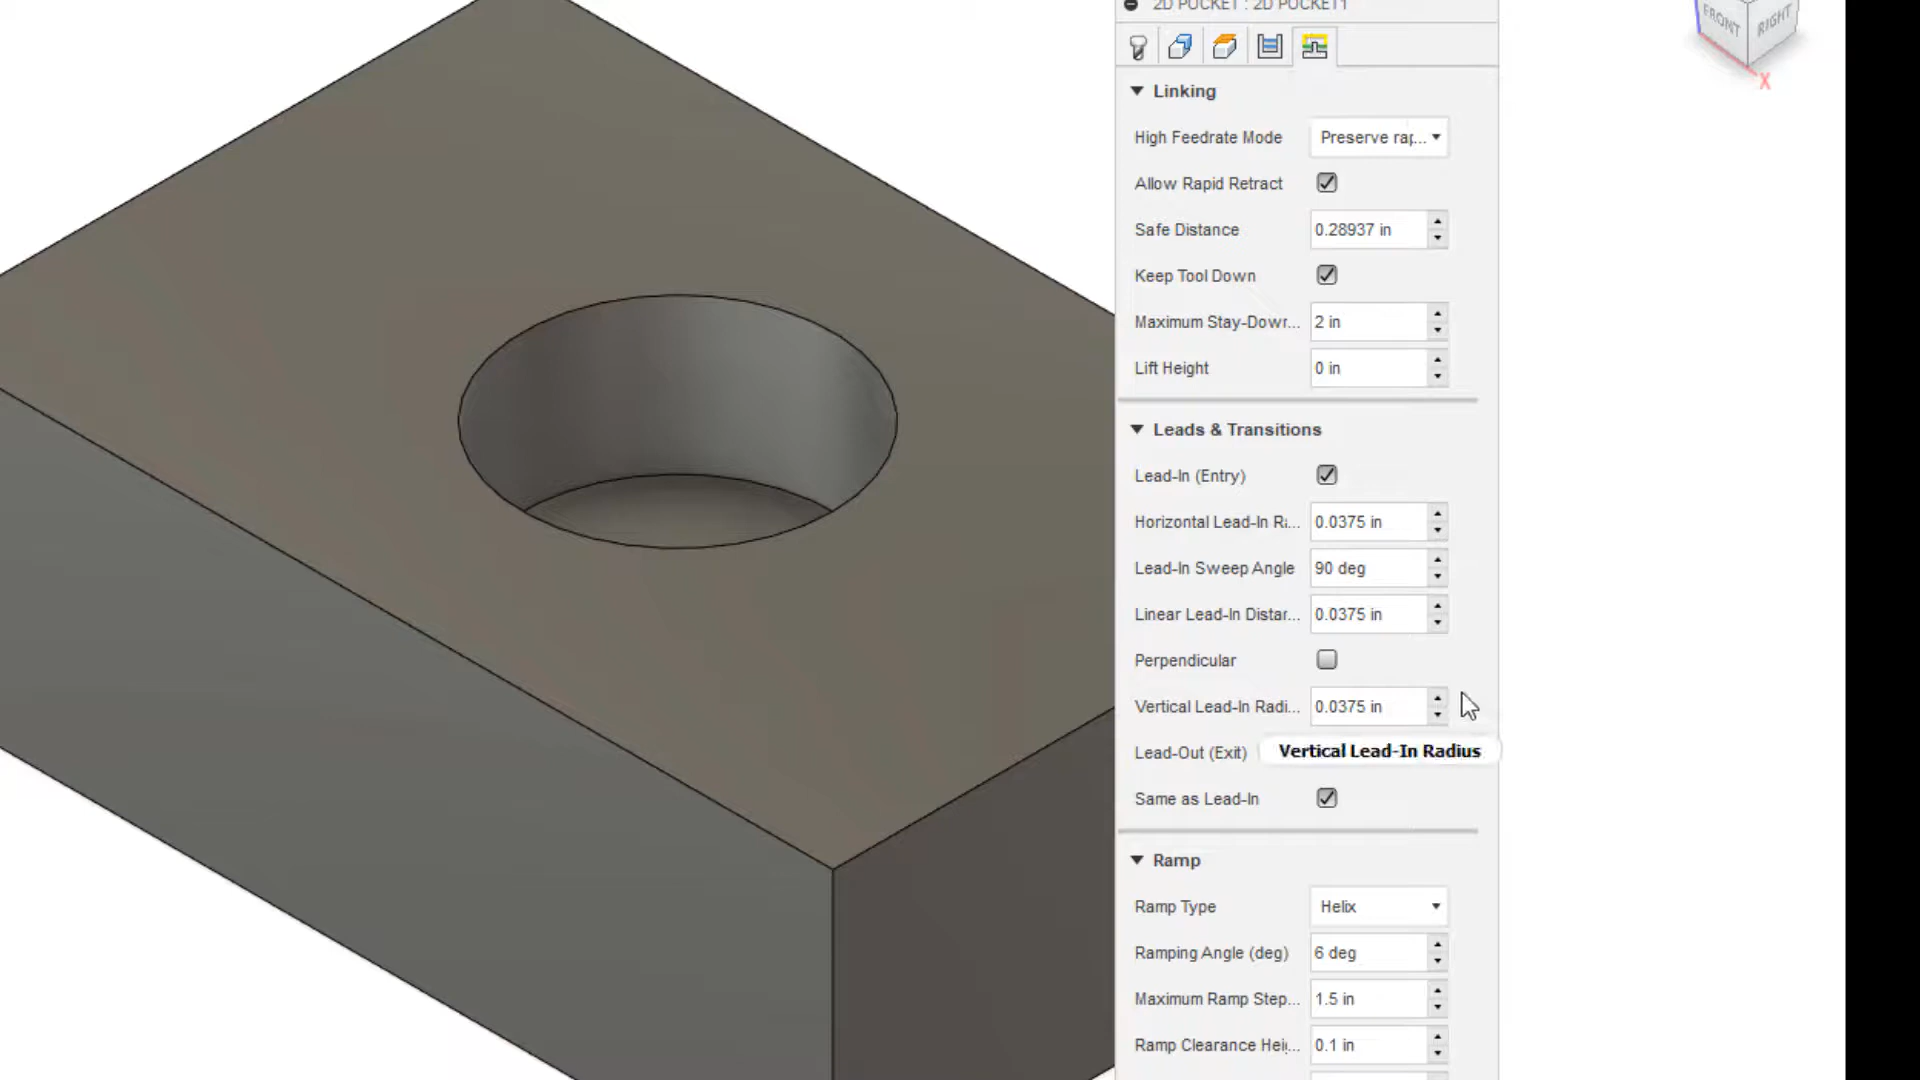 2D POCKET : 2D POCKET1
FRONT
RIGHT
X
Linking
High Feedrate Mode Preserve rap...
Allow Rapid Retract
Safe Distance 0.28937 in
Keep Tool Down
Maximum Stay-Down... 2 in
Lift Height 0 in
Leads & Transitions
Lead-In (Entry)
Horizontal Lead-In Ra... 0.0375 in
Lead-In Sweep Angle 90 deg
Linear Lead-In Distan... 0.0375 in
Perpendicular
Vertical Lead-In Radi... 0.0375 in
Lead-Out (Exit)
Vertical Lead-In Radius
Same as Lead-In
Ramp
Ramp Type Helix
Ramping Angle (deg) 6 deg
Maximum Ramp Step... 1.5 in
Ramp Clearance Hei... 0.1 in